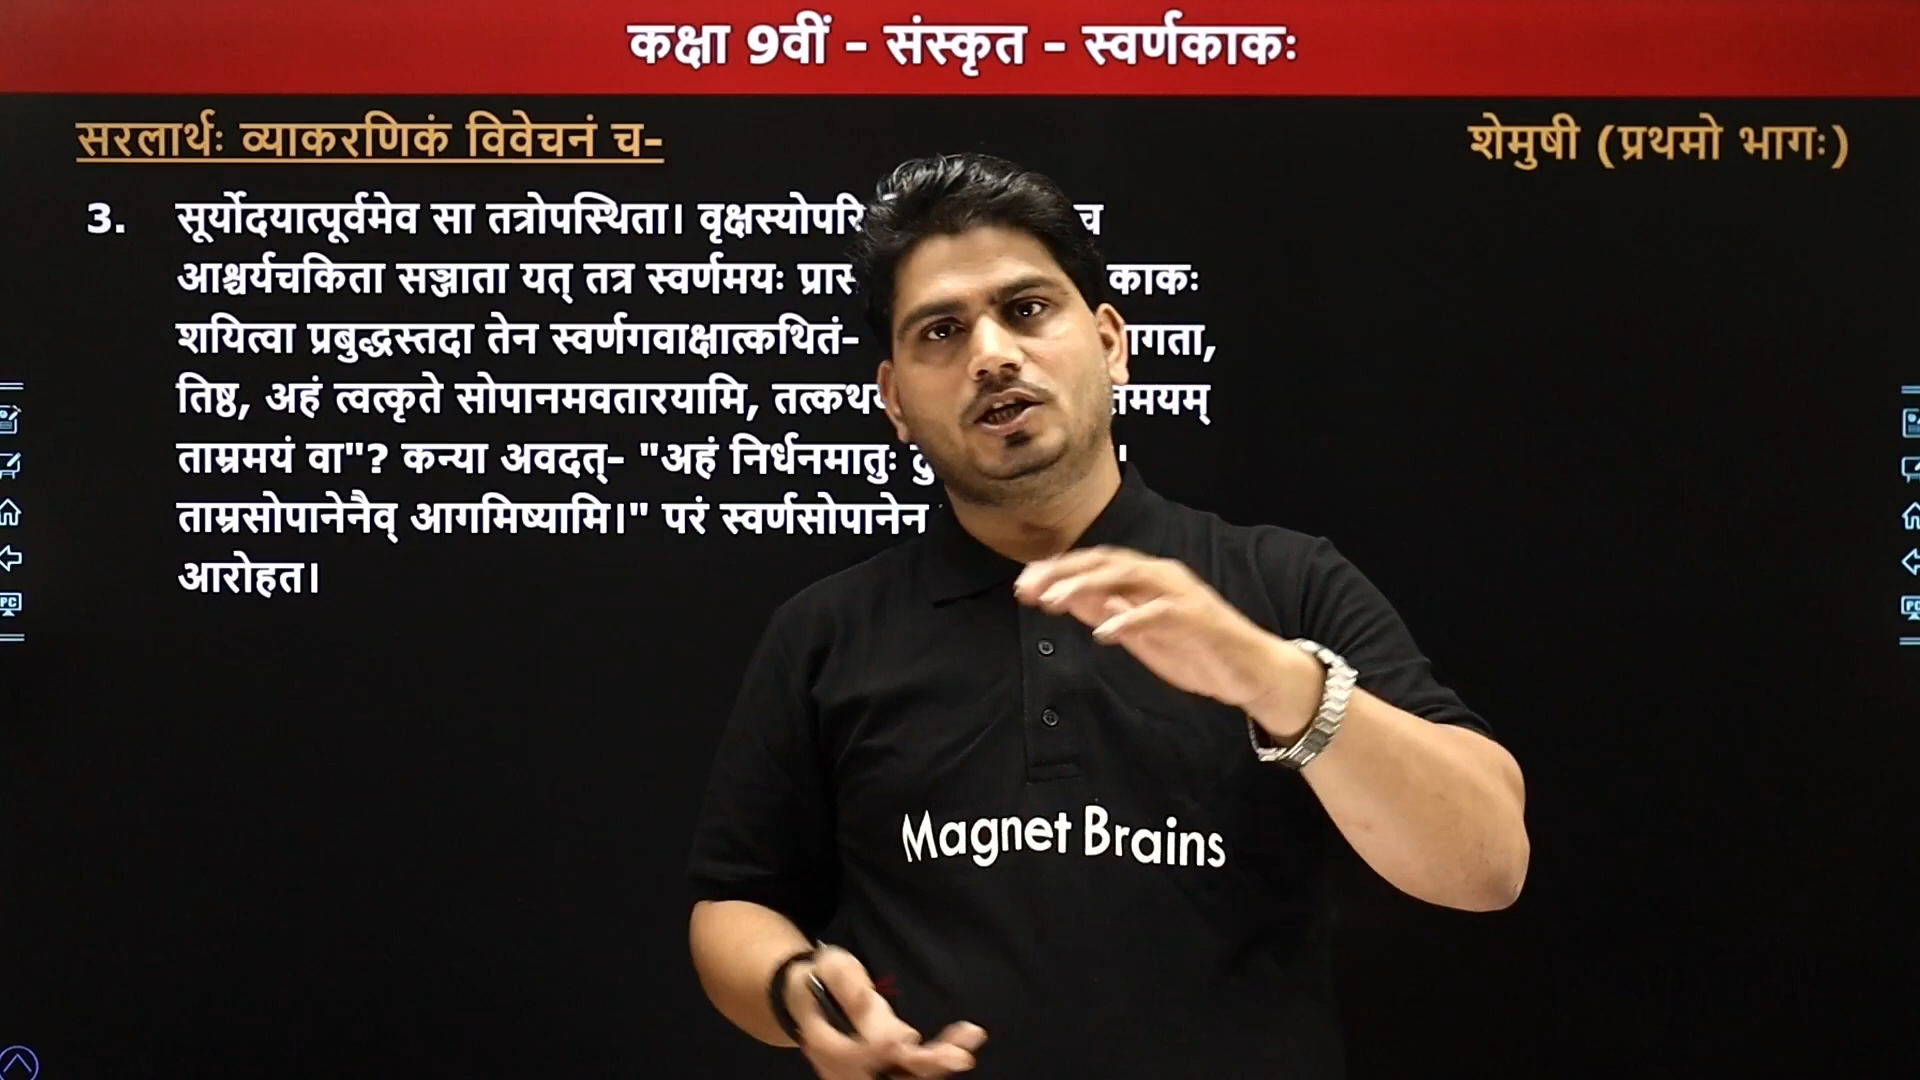 कक्षा 9वीं - संस्कृत - स्वर्णकाकः
सरलार्थः व्याकरणिकं विवेचनं च-
शेमुषी (प्रथमो भागः)
3. सूर्योदयात्पूर्वमेव सा तत्रोपस्थिता। वृक्षस्योपरि च
आश्चर्यचकिता सञ्जाता यत् तत्र स्वर्णमयः काकः
शयित्वा प्रबुद्धस्तदा तेन स्वर्णगवाक्षात्कथितं-
तिष्ठ, अहं त्वत्कृते सोपानमवतारयामि,
ताम्रमयं वा"? कन्या अवदत्- "अहं निर्धनमातुः
ताम्रसोपानेनैव् आगमिष्यामि।" परं स्वर्णसोपानेन
आरोहत।
Magnet Brains